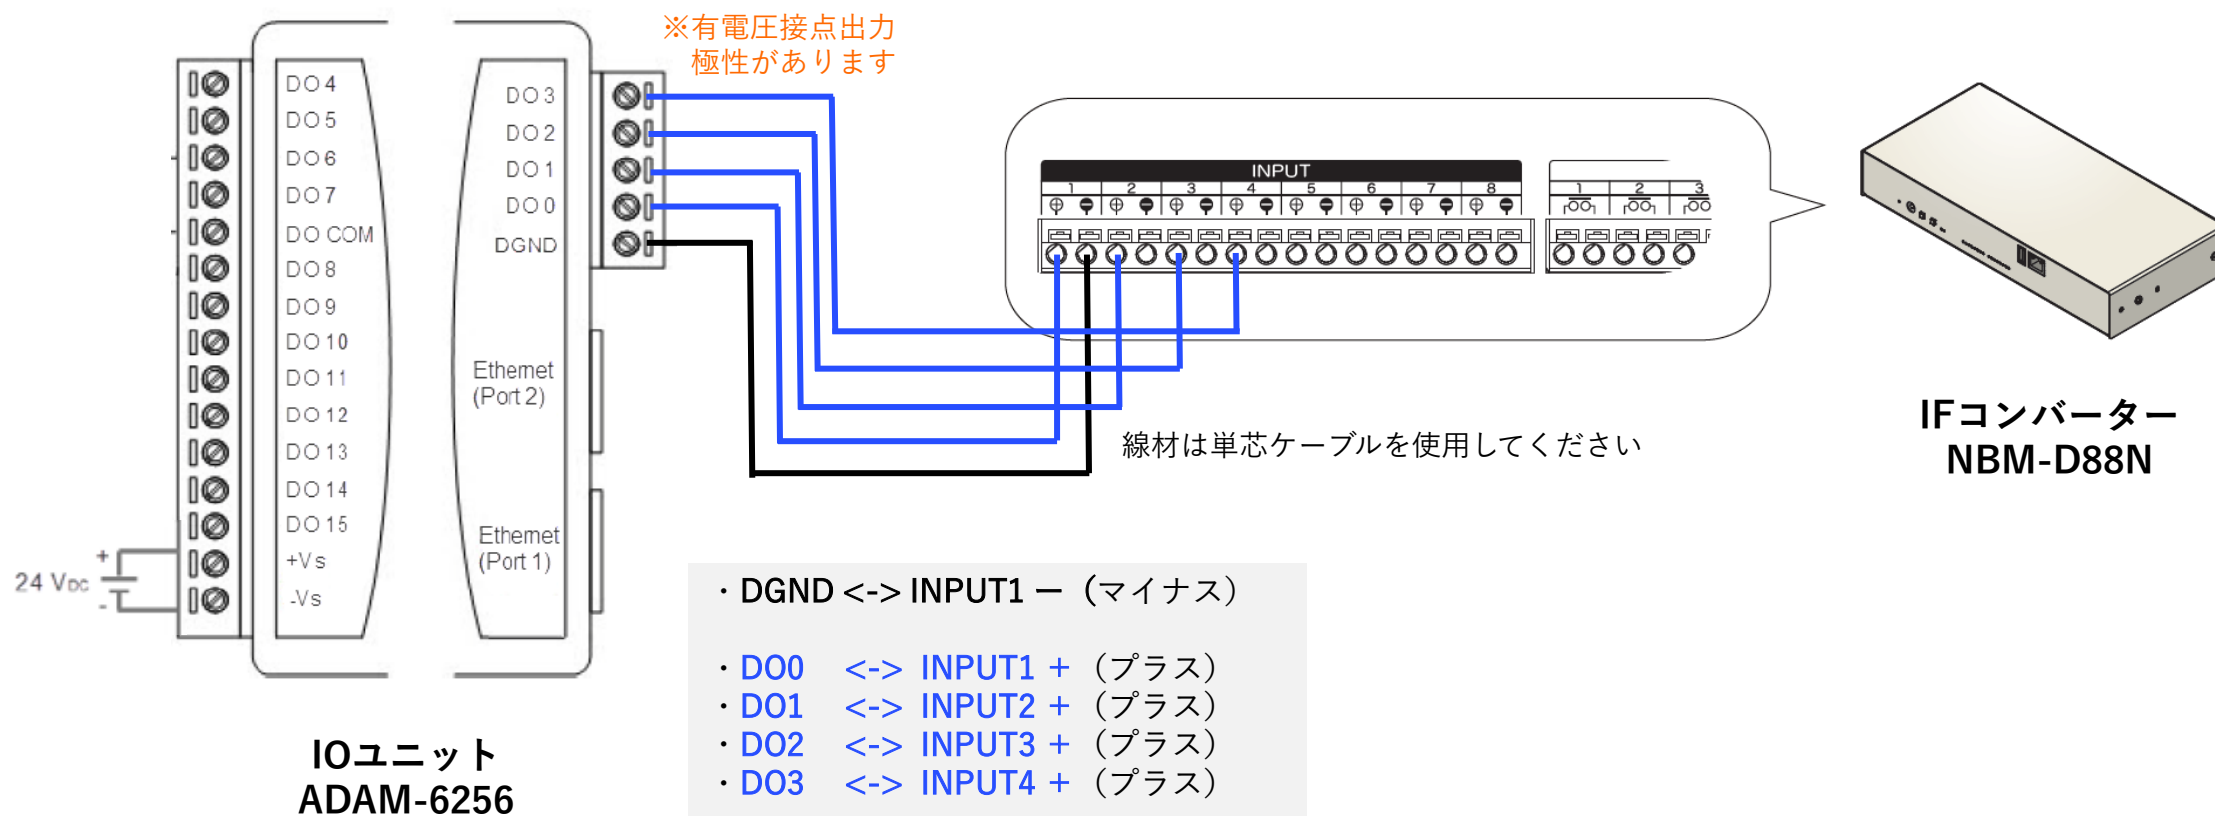 ※有電圧接点出力
極性があります
DO 4
DO 5
DO 6
DO 7
DO COM
DO 8
DO 9
DO 10
DO 11
DO 12
DO 13
DO 14
DO 15
+Vs
-Vs
+
24 VDC
-
DO 3
DO 2
DO 1
DO 0
DGND
Ethernet
(Port 2)
Ethernet
(Port 1)
INPUT
1 2 3 4 5 6 7 8
⊕ ⊖ ⊕ ⊖ ⊕ ⊖ ⊕ ⊖ ⊕ ⊖ ⊕ ⊖ ⊕ ⊖ ⊕ ⊖
1 2 3
線材は単芯ケーブルを使用してください
IFコンバーター
NBM-D88N
IOユニット
ADAM-6256
・DGND <-> INPUT1 ー（マイナス）
・DO0 <-> INPUT1 +（プラス）
・DO1 <-> INPUT2 +（プラス）
・DO2 <-> INPUT3 +（プラス）
・DO3 <-> INPUT4 +（プラス）